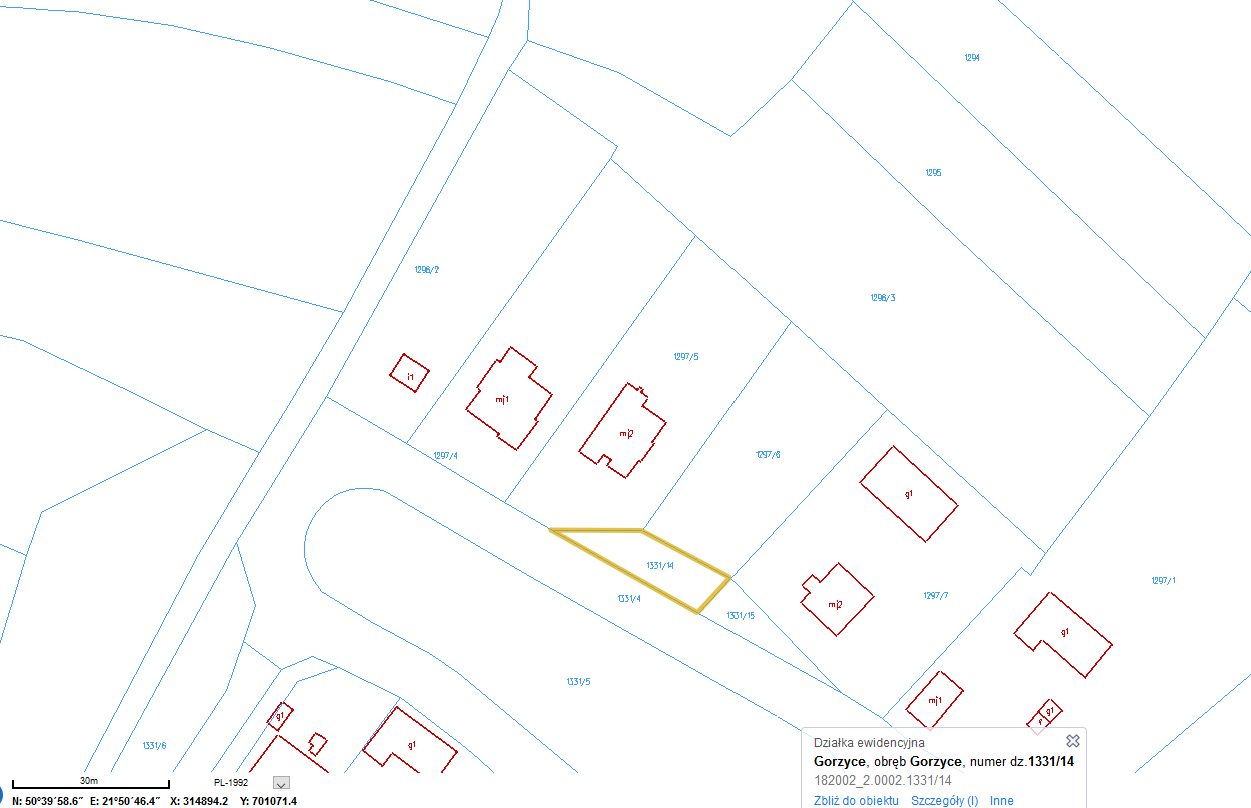 1294
1295
1296/2
1296/3
1297/5
i1
mj1
mj2
1297/4
1297/6
g1
1331/14
1331/4
mj2
1297/7
1297/1
1331/15
g1
1331/5
mj1
g1
g1
1331/6
g1
Działka ewidencyjna
Gorzyce, obręb Gorzyce, numer dz.1331/14
182002_2.0002.1331/14
Zbliż do obiektu Szczegóły (I) Inne
30m
PL-1992
N: 50°39´58.6˝ E: 21°50´46.4˝ X: 314894.2 Y: 701071.4